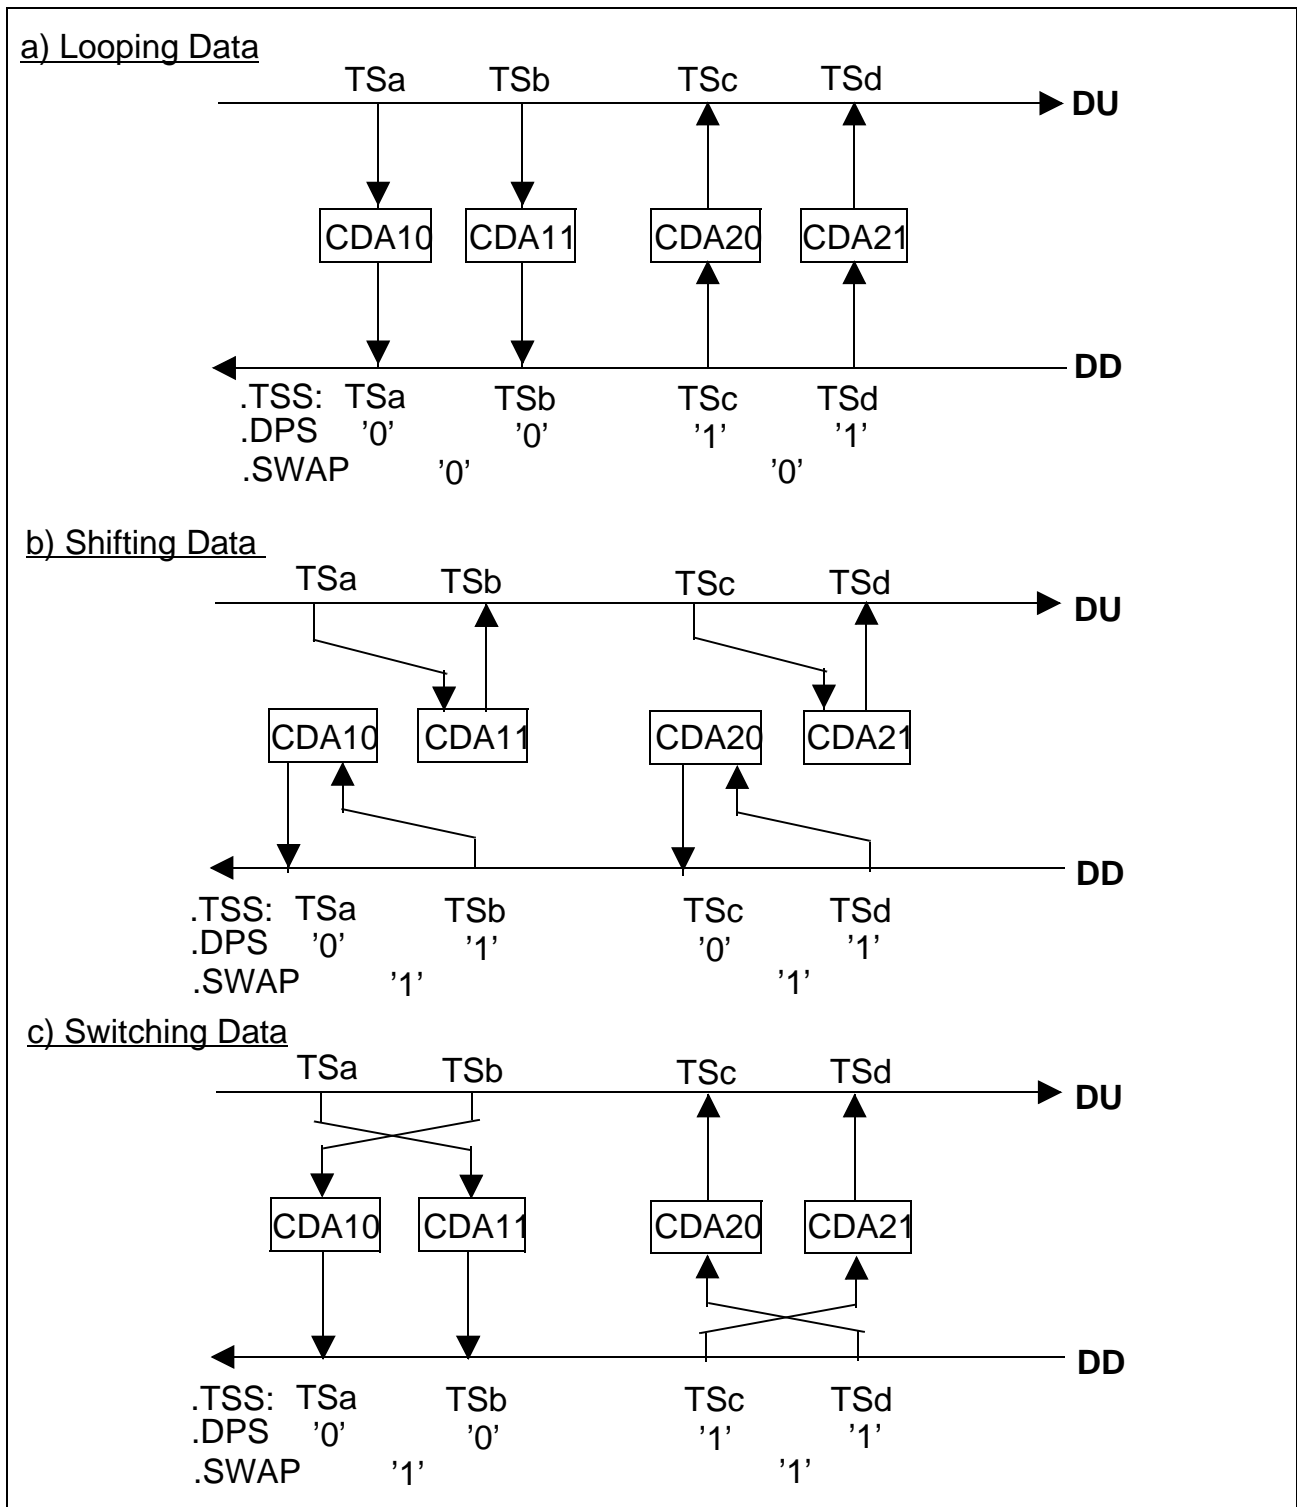 a) Looping Data
TSa TSb TSc TSd
DU
CDA10 CDA11 CDA20 CDA21
DD
.TSS: TSa TSb TSc TSd
.DPS '0' '0' '1' '1'
.SWAP '0' '0'
b) Shifting Data
TSa TSb TSc TSd
DU
CDA10 CDA11 CDA20 CDA21
DD
.TSS: TSa TSb TSc TSd
.DPS '0' '1' '0' '1'
.SWAP '1' '1'
c) Switching Data
TSa TSb TSc TSd
DU
CDA10 CDA11 CDA20 CDA21
DD
.TSS: TSa TSb TSc TSd
.DPS '0' '0' '1' '1'
.SWAP '1' '1'